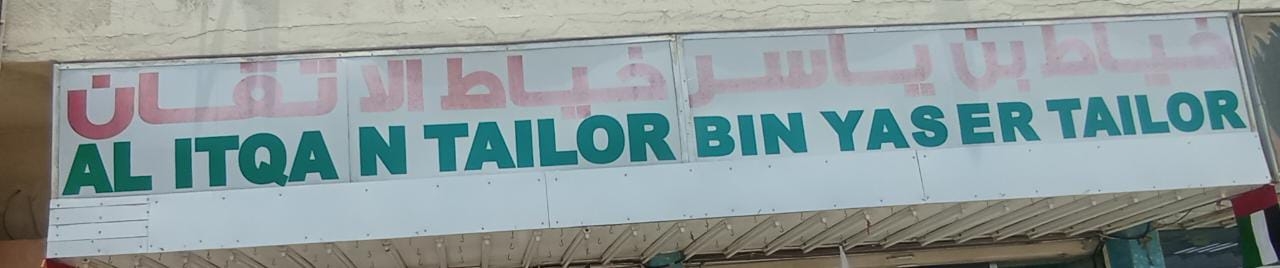 خياط الاتقان
AL ITQAN TAILOR
خياط بن ياسر
BIN YASER TAILOR